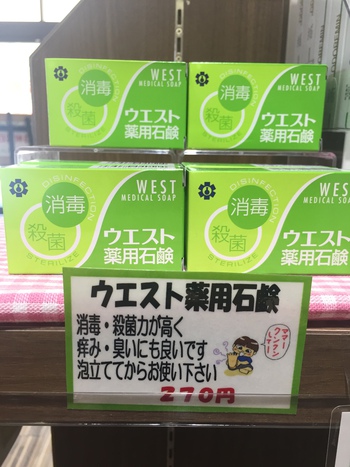 WEST
MEDICAL SOAP
DISINFECTION
消毒
殺菌
ウエスト
薬用石鹸
WEST
MEDICAL SOAP
消毒
殺菌
ウエスト
薬用石鹸
DISINFECTION
WEST
MEDICAL SOAP
消毒
殺菌
STERILIZE
ウエスト
薬用石鹸
DISINFECTION
WEST
MEDICAL SOAP
消毒
殺菌
STERILIZE
ウエスト
薬用石鹸
ウエスト薬用石鹸
消毒・殺菌力が高く
痒み・臭いにも良いです
泡立ててからお使い下さい
270円